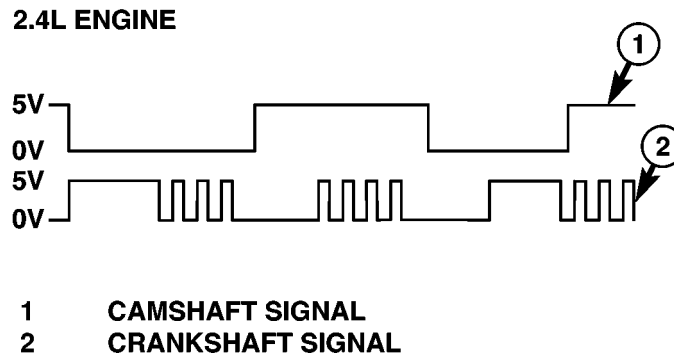 2.4L ENGINE
1
5V
0V
2
5V
0V
1 CAMSHAFT SIGNAL
2 CRANKSHAFT SIGNAL